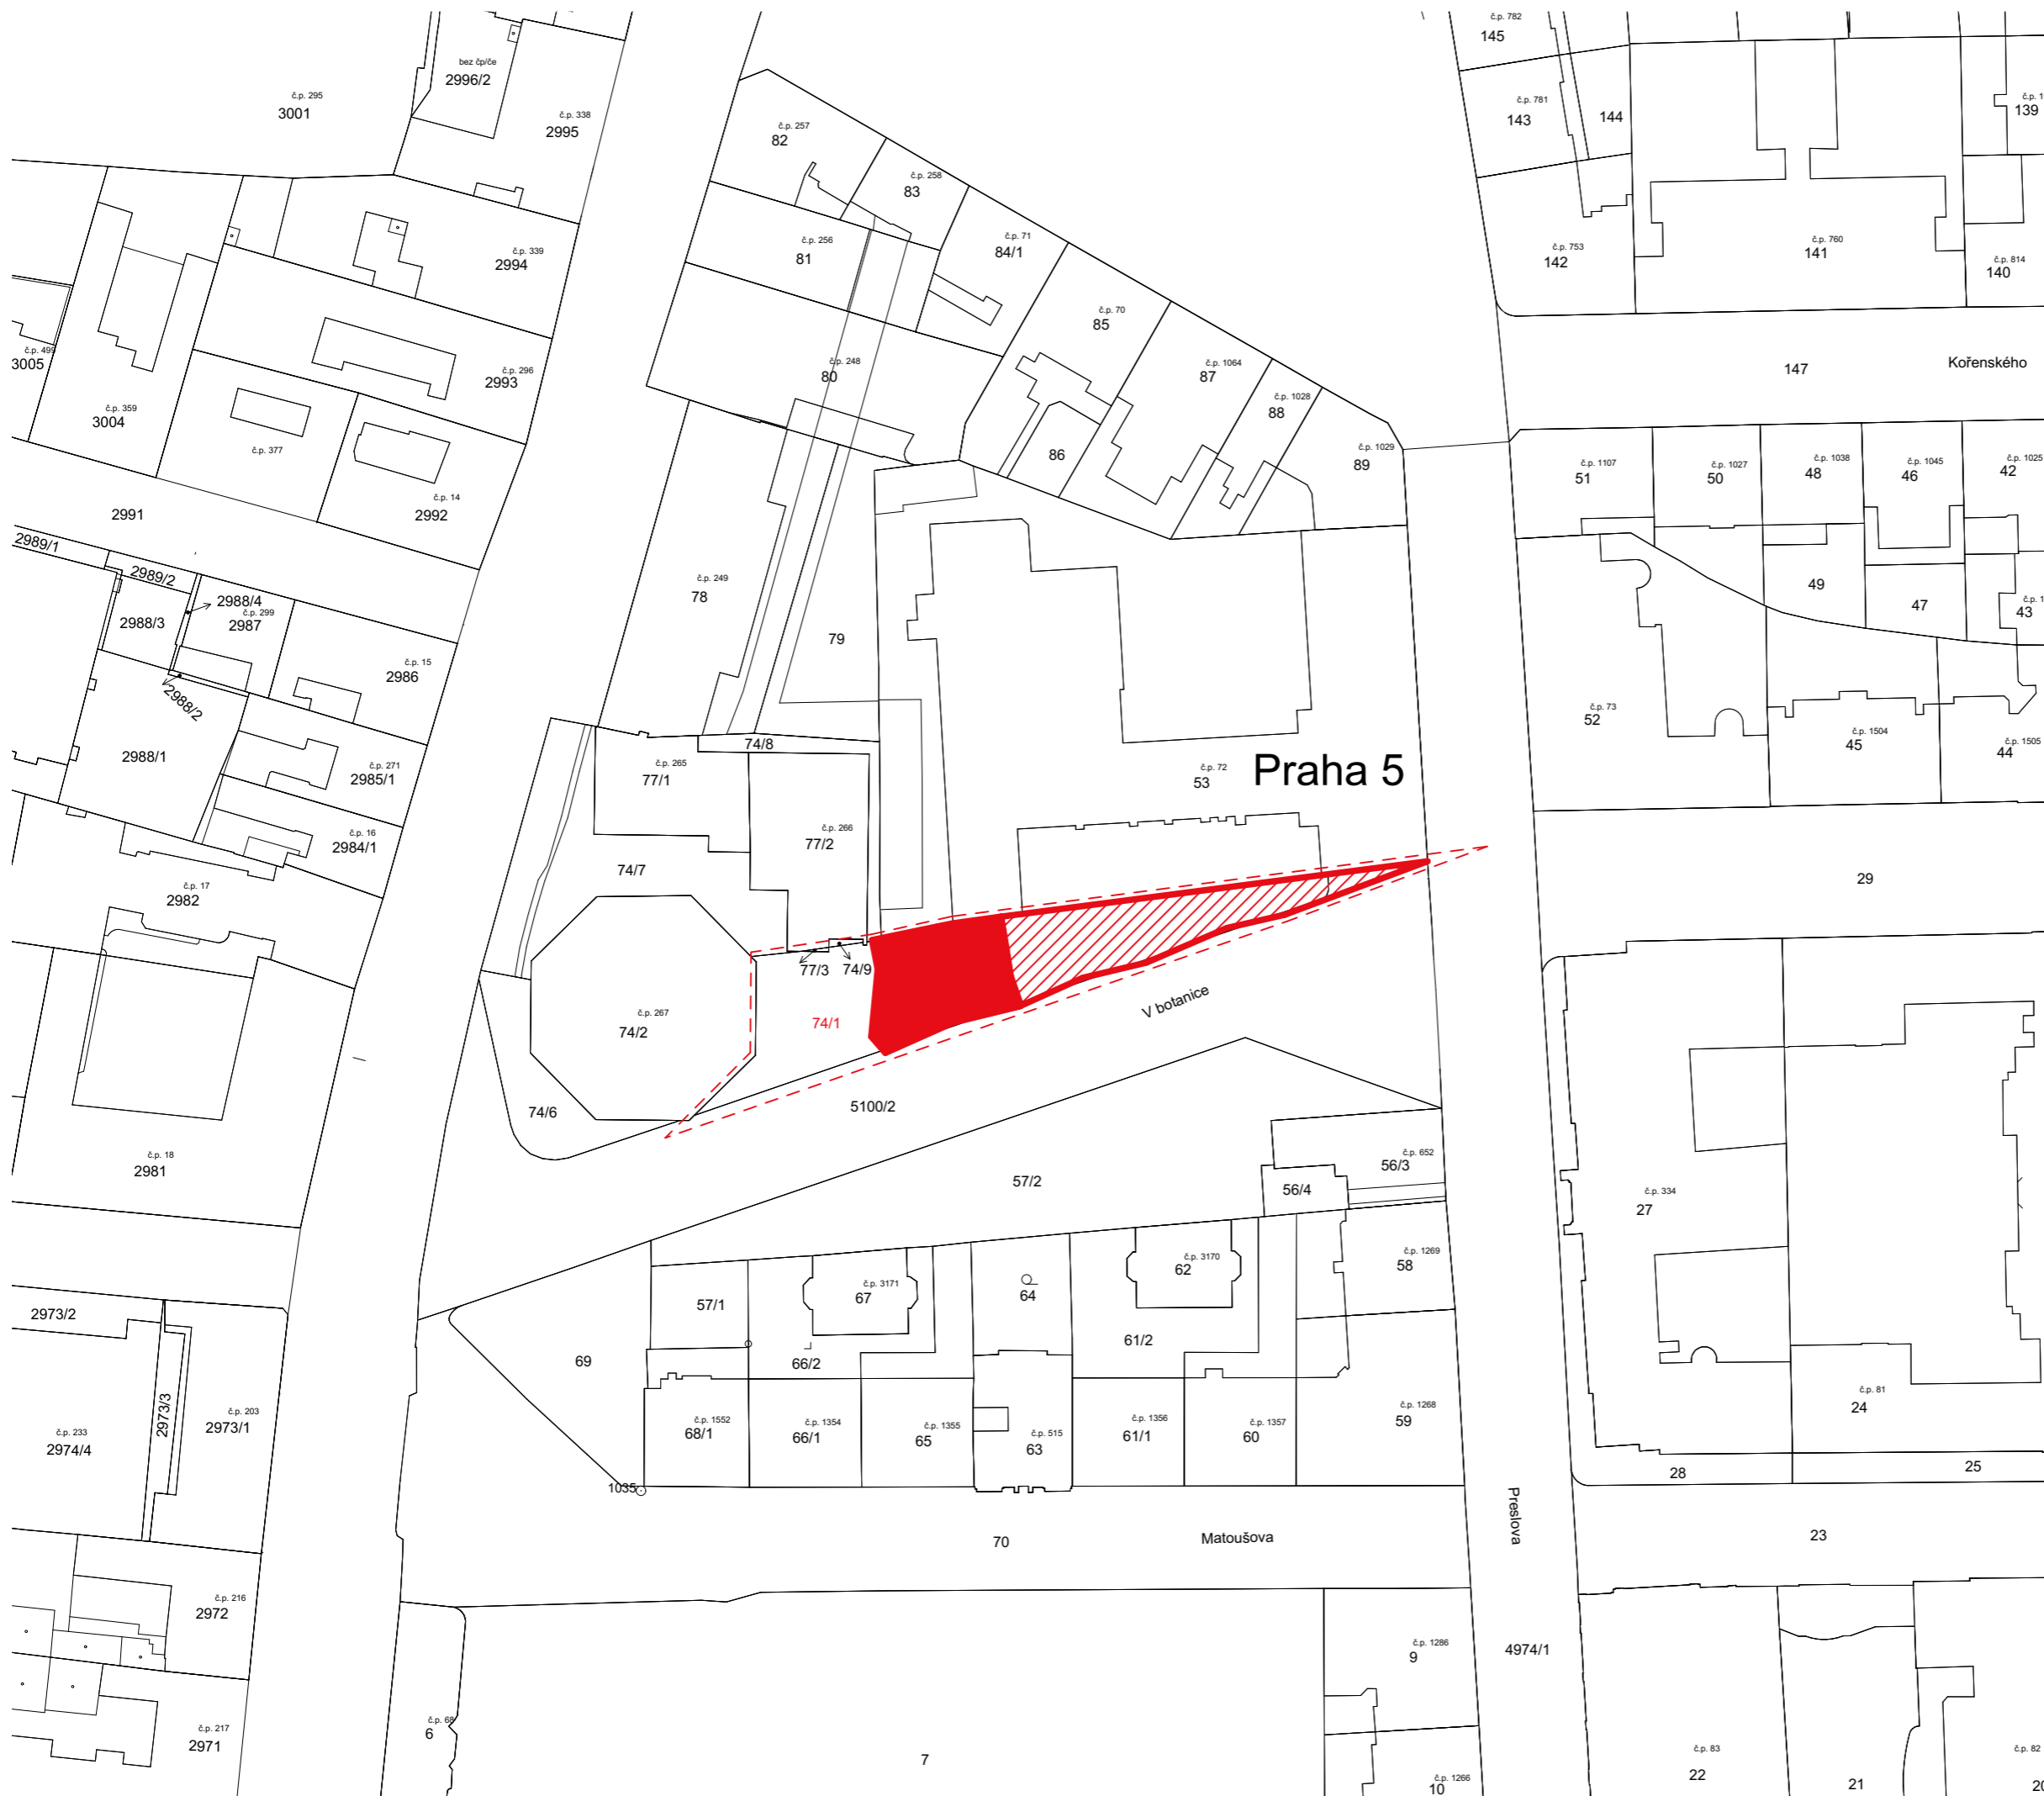 č.p. 782
145
bez čp/če
2996/2
č.p. 295
3001
č.p. 338
2995
č.p. 257
82
č.p. 258
83
č.p. 781
143
144
139
č.p. 256
81
č.p. 71
84/1
č.p. 339
2994
č.p. 753
142
č.p. 760
141
č.p. 814
140
č.p. 70
85
č.p. 499
3005
č.p. 296
2993
č.p. 248
80
č.p. 1064
87
147
Kořenského
č.p. 359
3004
č.p. 1028
88
č.p. 377
86
č.p. 1029
89
č.p. 1107
51
č.p. 1027
50
č.p. 1038
48
č.p. 1045
46
č.p. 1025
42
č.p. 14
2992
2991
2989/1
2989/2
2988/4
č.p. 299
2987
2988/3
č.p. 249
78
79
49
47
43
č.p. 15
2986
2988/2
č.p. 73
52
č.p. 1504
45
č.p. 1505
44
2988/1
č.p. 271
2985/1
74/8
č.p. 265
77/1
č.p. 72
53
Praha 5
č.p. 16
2984/1
č.p. 266
77/2
74/7
č.p. 17
2982
29
77/3
74/9
č.p. 267
74/2
74/1
V botanice
74/6
5100/2
č.p. 18
2981
57/2
č.p. 652
56/3
56/4
č.p. 334
27
č.p. 1269
58
č.p. 3170
62
č.p. 3171
67
64
57/1
2973/2
61/2
69
66/2
č.p. 81
24
2973/3
č.p. 203
2973/1
č.p. 233
2974/4
č.p. 1552
68/1
č.p. 1354
66/1
č.p. 1355
65
č.p. 515
63
č.p. 1356
61/1
č.p. 1357
60
č.p. 1268
59
28
25
1035
Preslova
70
Matoušova
23
č.p. 216
2972
č.p. 1286
9
4974/1
č.p. 217
2971
č.p. 68
6
7
č.p. 83
22
21
č.p. 82
20
č.p. 1266
10